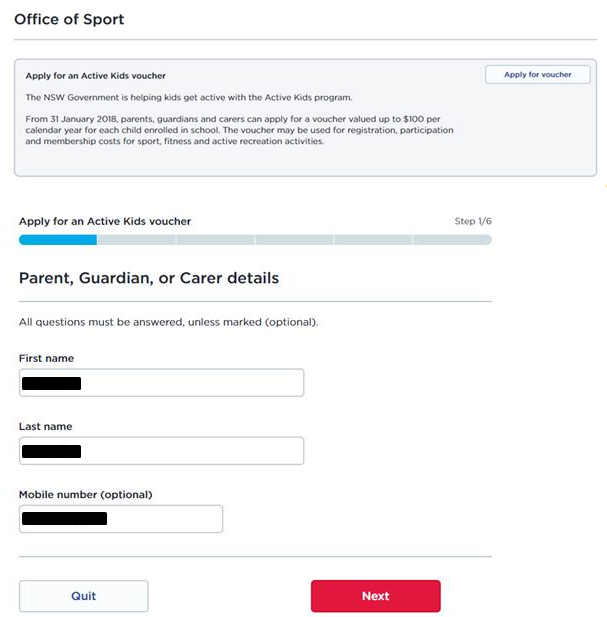 Office of Sport
Apply for an Active Kids voucher
Apply for voucher
The NSW Government is helping kids get active with the Active Kids program.
From 31 January 2018, parents, guardians and carers can apply for a voucher valued up to $100 per
calendar year for each child enrolled in school. The voucher may be used for registration, participation
and membership costs for sport, fitness and active recreation activities.
Apply for an Active Kids voucher
Step 1/6
Parent, Guardian, or Carer details
All questions must be answered, unless marked (optional).
First name
Last name
Mobile number (optional)
Quit
Next